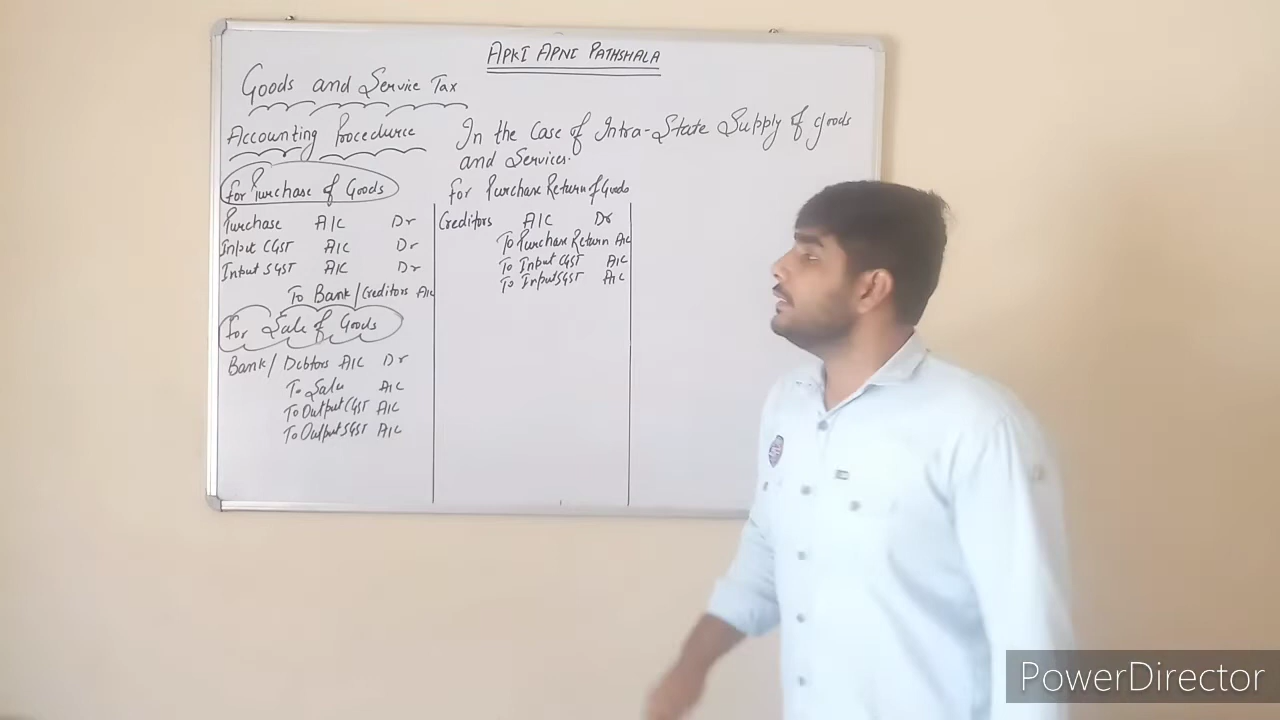 APKI APNI PATHSHALA
Goods and Service Tax
Accounting Procedure
In the Case of Intra-State Supply of goods
and Services.
For Purchase of Goods
Purchase A/C Dr
Input CGST A/C Dr
Input SGST A/C Dr
To Bank/Creditors A/C
For Sale of Goods
Bank/Debtors A/C Dr
To Sale A/C
To Output CGST A/C
To Output SGST A/C
For Purchase Return of Goods
Creditors A/C Dr
To Purchase Return A/C
To Input CGST A/C
To Input SGST A/C
PowerDirector